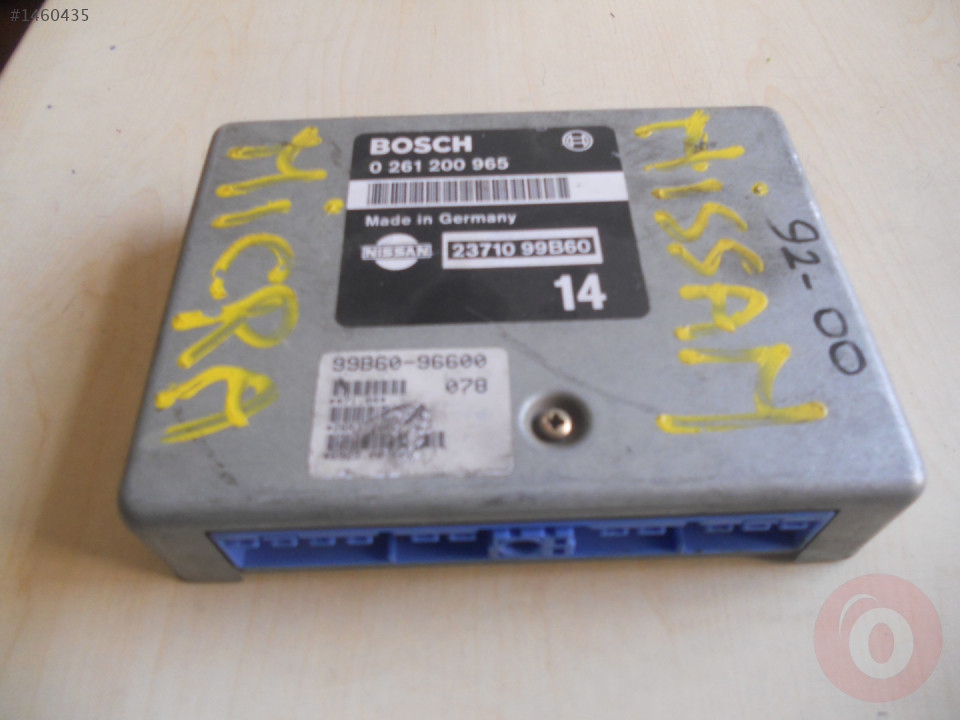 #1460435
BOSCH
0 261 200 965
Made in Germany
NISSAN
23710 99B60
14
99B60-96600
078
MICRA
NISSAN
92-00